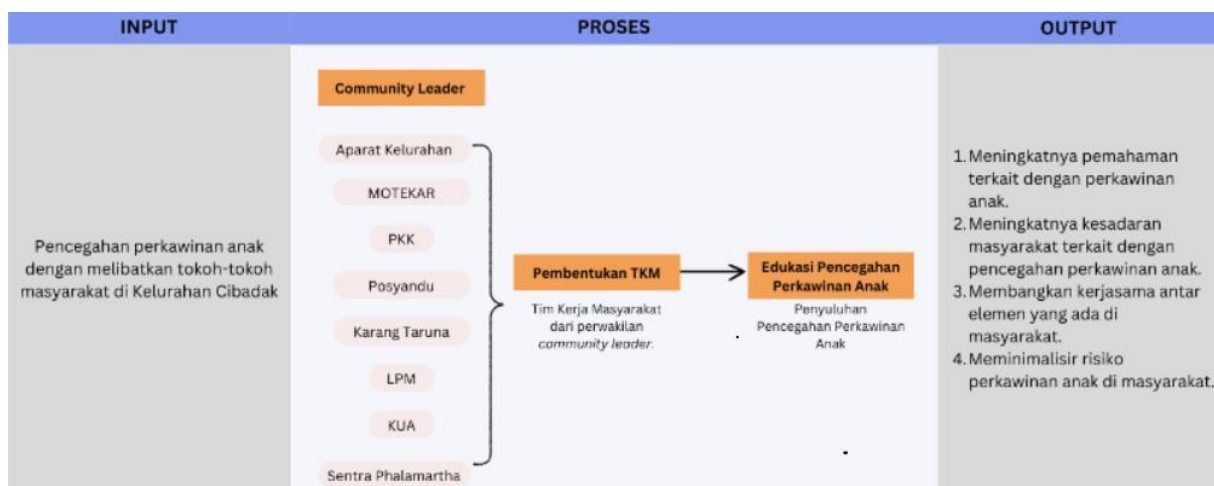 INPUT
PROSES
OUTPUT
Pencegahan perkawinan anak
dengan melibatkan tokoh-tokoh
masyarakat di Kelurahan Cibadak
Community Leader
Aparat Kelurahan
MOTEKAR
PKK
Posyandu
Karang Taruna
LPM
KUA
Sentra Phalamartha
Pembentukan TKM
Tim Kerja Masyarakat
dari perwakilan
community leader.
Edukasi Pencegahan
Perkawinan Anak
Penyuluhan
Pencegahan Perkawinan
Anak
1. Meningkatnya pemahaman
terkait dengan perkawinan
anak.
2. Meningkatnya kesadaran
masyarakat terkait dengan
pencegahan perkawinan anak.
3. Membangkan kerjasama antar
elemen yang ada di
masyarakat.
4. Meminimalisir risiko
perkawinan anak di masyarakat.